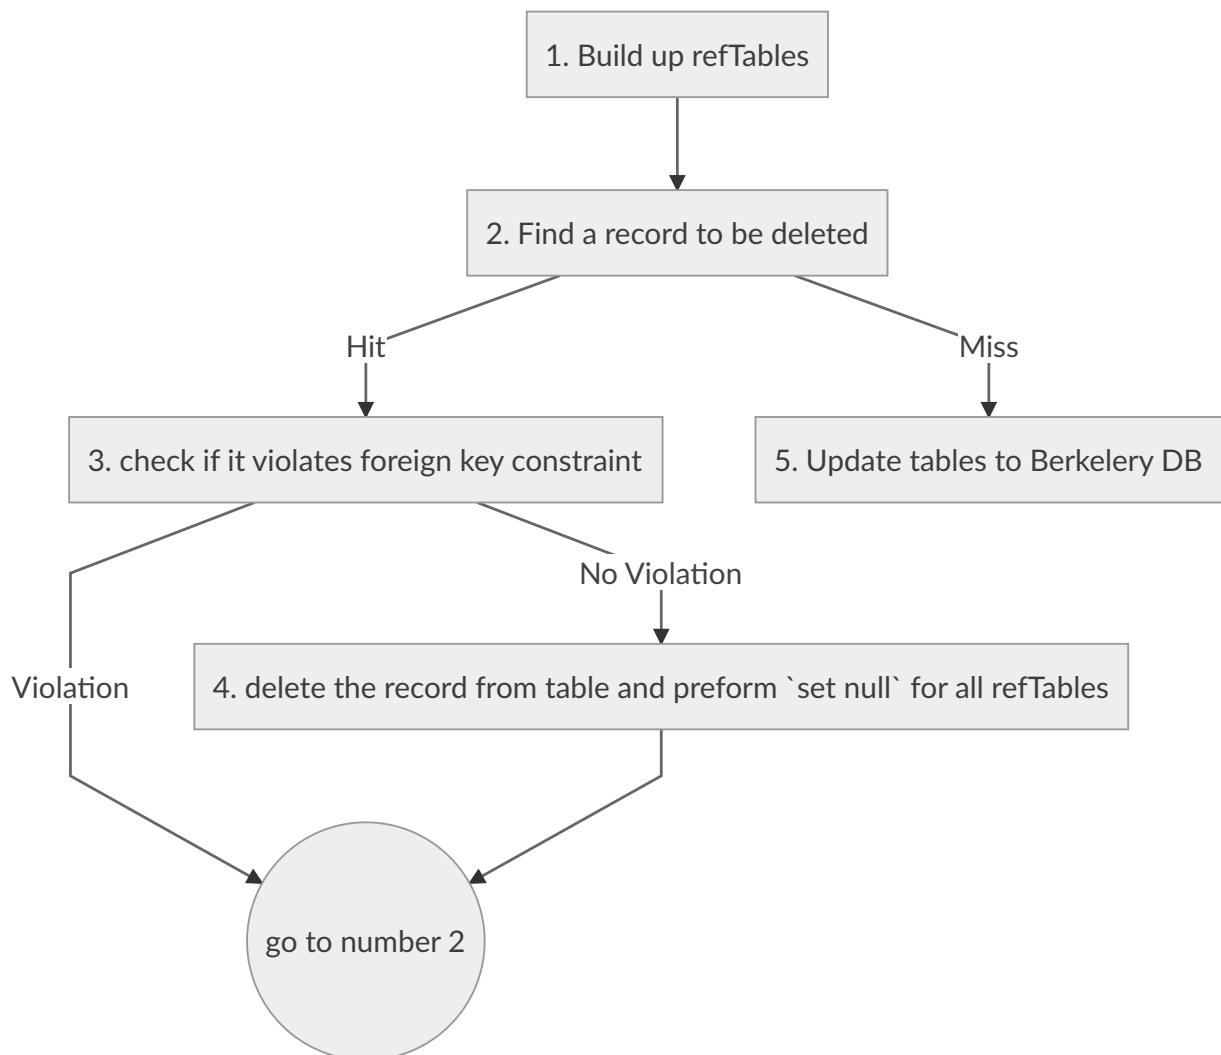 1. Build up refTables
2. Find a record to be deleted
Hit
Miss
3. check if it violates foreign key constraint
5. Update tables to Berkelery DB
No Violation
Violation
4. delete the record from table and preform `set null` for all refTables
go to number 2